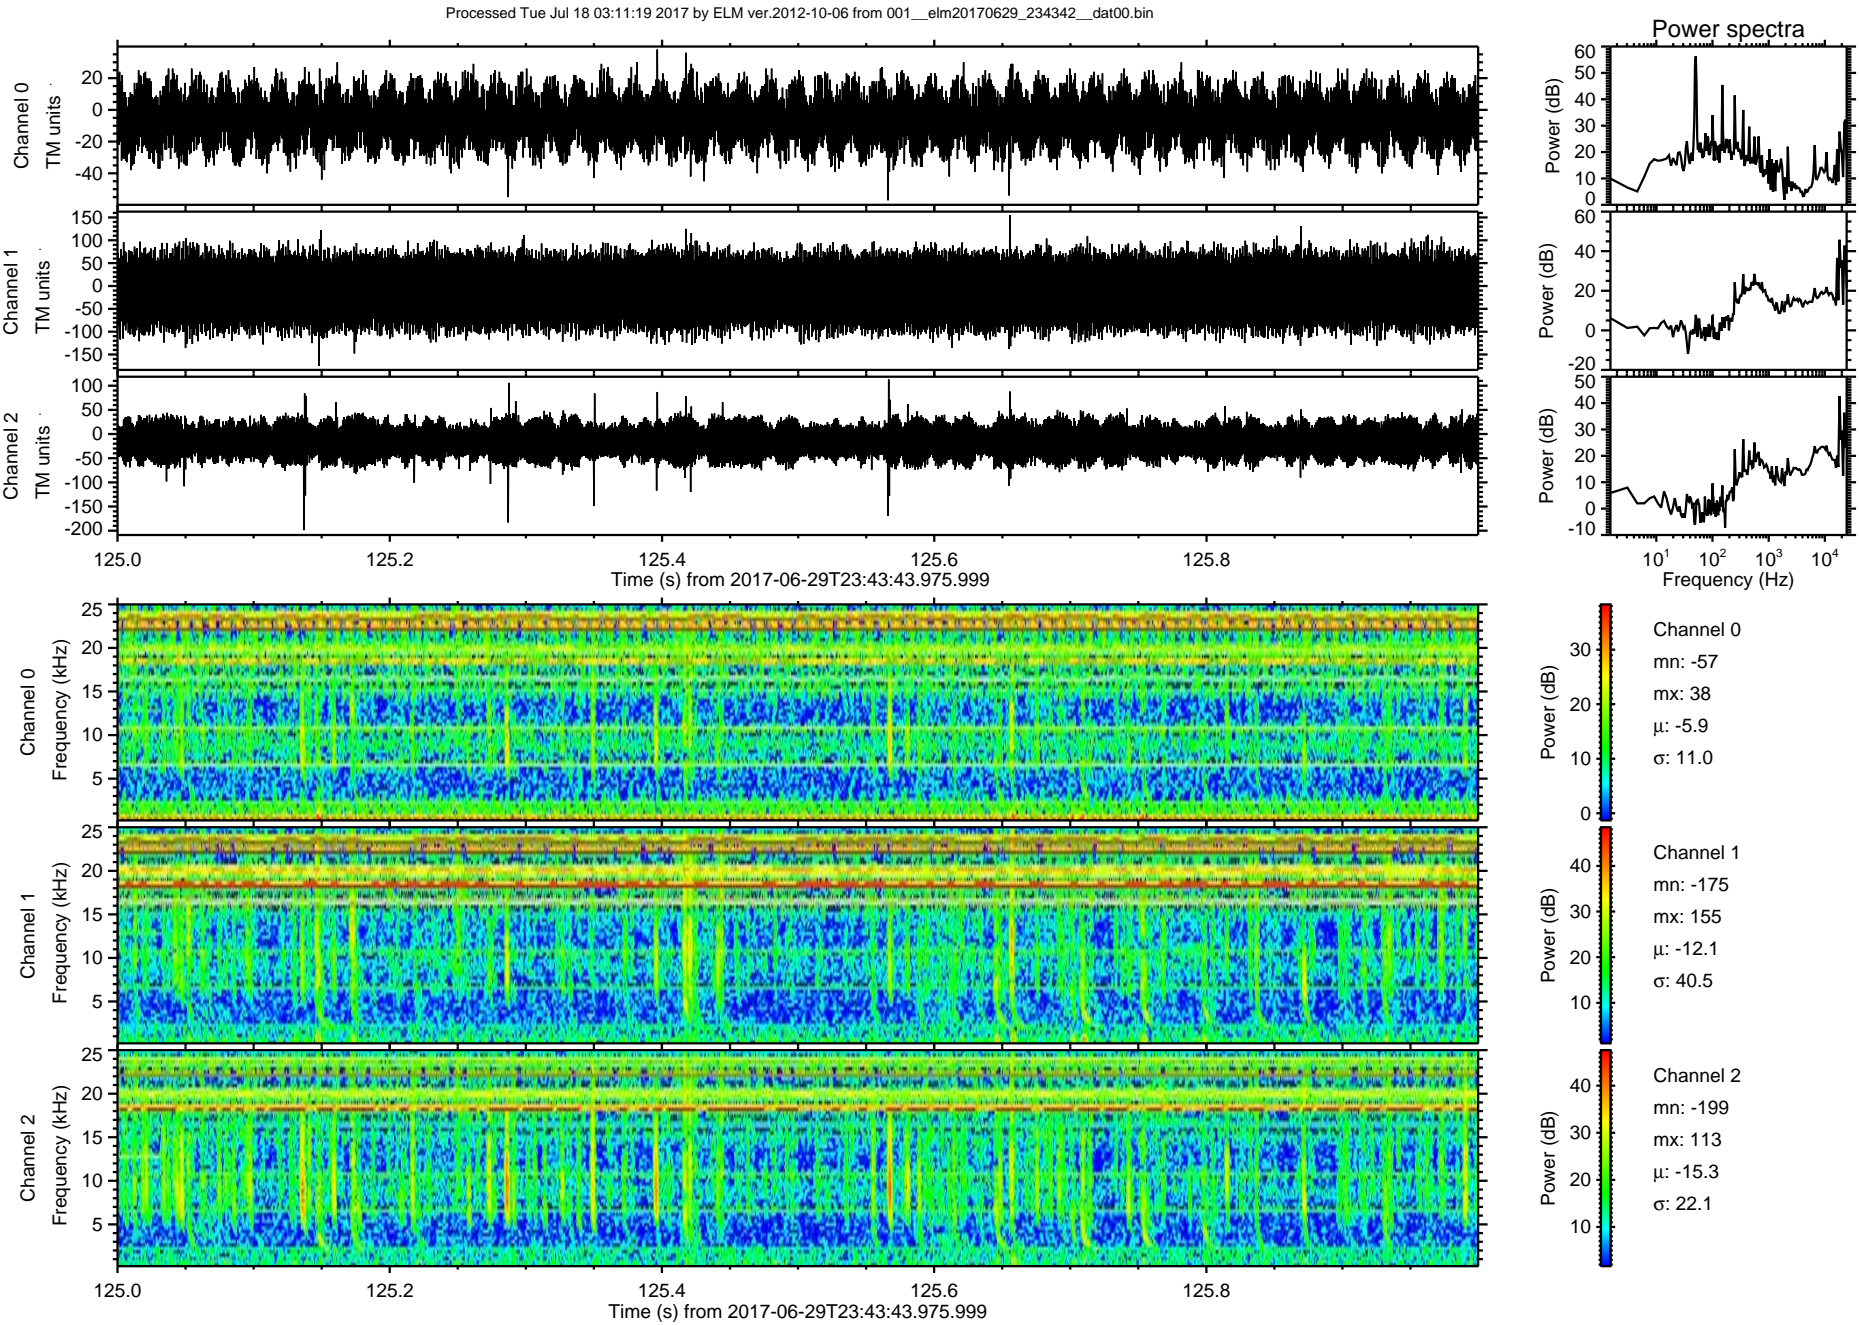 Processed Tue Jul 18 03:11:19 2017 by ELM ver.2012-10-06 from 001__elm20170629_234342__dat00.bin
Power spectra
Channel 0
TM units
20
0
-20
-40
Power (dB)
60
50
40
30
20
10
0
Channel 1
TM units
150
100
50
0
-50
-100
-150
Power (dB)
60
40
20
0
-20
Channel 2
TM units
100
50
0
-50
-100
-150
-200
Power (dB)
50
40
30
20
10
0
-10
125.0 125.2 125.4 125.6 125.8
Time (s) from 2017-06-29T23:43:43.975.999
10^1 10^2 10^3 10^4
Frequency (Hz)
Channel 0
Frequency (kHz)
25
20
15
10
5
Power (dB)
30
20
10
0
Channel 0
mn: -57
mx: 38
μ: -5.9
σ: 11.0
Channel 1
Frequency (kHz)
25
20
15
10
5
Power (dB)
40
30
20
10
Channel 1
mn: -175
mx: 155
μ: -12.1
σ: 40.5
Channel 2
Frequency (kHz)
25
20
15
10
5
Power (dB)
40
30
20
10
Channel 2
mn: -199
mx: 113
μ: -15.3
σ: 22.1
125.0 125.2 125.4 125.6 125.8
Time (s) from 2017-06-29T23:43:43.975.999